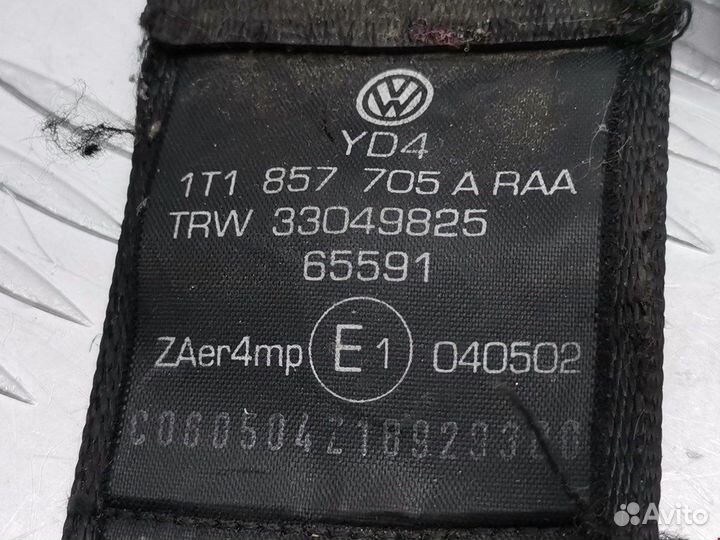 YD4
1T1 857 705 A RAA
TRW 33049825
65591
ZAer4mp E1 040502
Avito